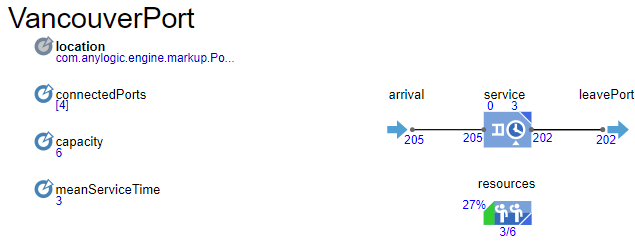 VancouverPort
location
com.anylogic.engine.markup.Po...
connectedPorts
[4]
capacity
6
meanServiceTime
3
arrival
service
leavePort
0 3
205
205
202
202
resources
27%
3/6